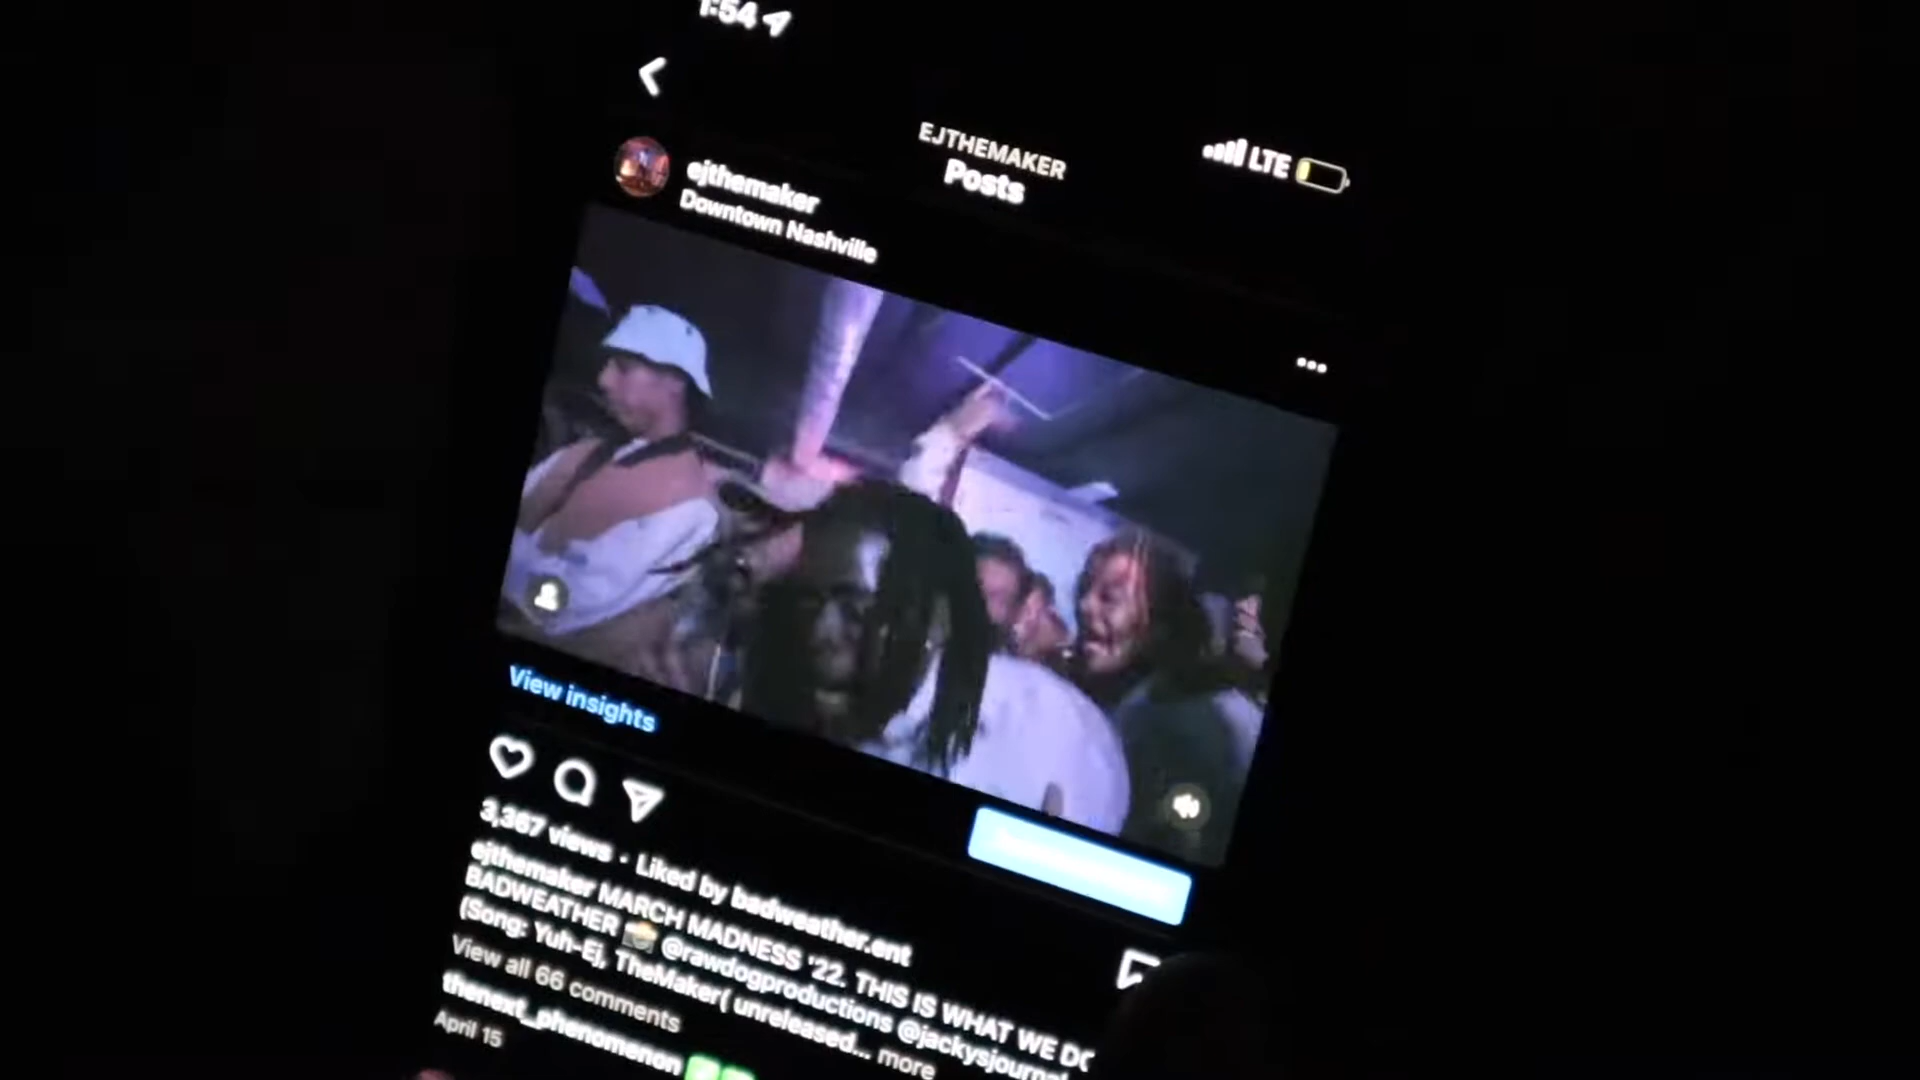 1:54
LTE
EJTHEMAKER
Posts
ejthemaker
Downtown Nashville
View insights
3,367 views · Liked by badweather.ent
ejthemaker MARCH MADNESS '22. THIS IS WHAT WE DO
BADWEATHER 📸 @rawdogproductions @jackysjournal
(Song: Yuh-Ej, TheMaker( unreleased... more
View all 66 comments
thenext_phenomenon
April 15